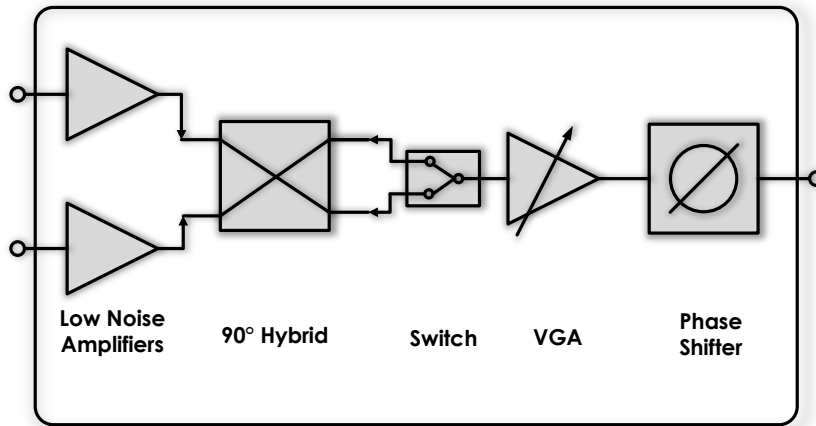 Low Noise
Amplifiers
90° Hybrid
Switch
VGA
Phase
Shifter